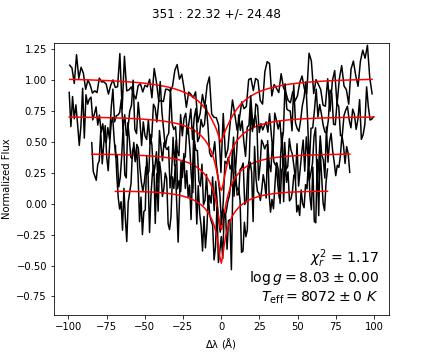 351 : 22.32 +/- 24.48
Normalized Flux
1.25
1.00
0.75
0.50
0.25
0.00
−0.25
−0.50
−0.75
χ²ᵣ = 1.17
log g = 8.03 ± 0.00
T_eff = 8072 ± 0 K
−100 −75 −50 −25 0 25 50 75 100
Δλ (Å)